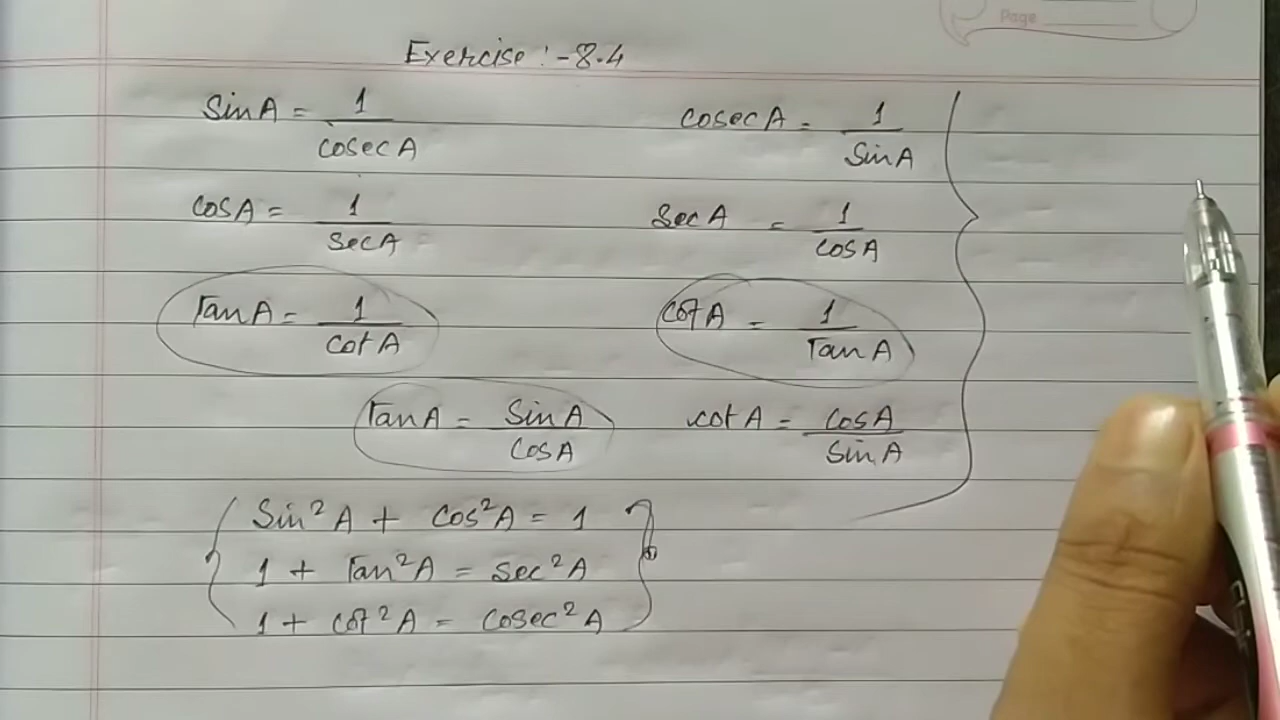 Page
Exercise :- 8.4
SinA = 1/cosecA    cosecA = 1/SinA
cosA = 1/secA    SecA = 1/cosA
TanA = 1/cotA    cotA = 1/TanA
TanA = SinA/cosA    cotA = cosA/SinA
Sin²A + Cos²A = 1
1 + Tan²A = sec²A
1 + cot²A = cosec²A